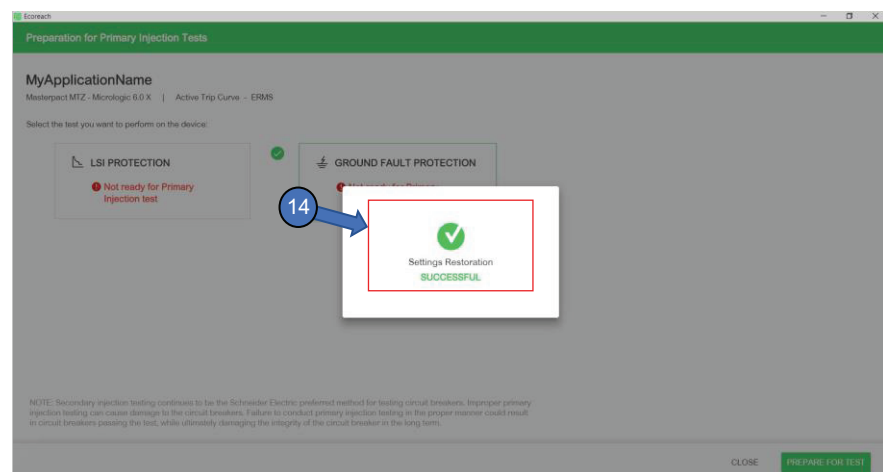 Ecoreach
Preparation for Primary Injection Tests
MyApplicationName
Masterpact MTZ - Micrologic 6.0 X | Active Trip Curve - ERMS
Select the test you want to perform on the device:
LSI PROTECTION
Not ready for Primary
Injection test
GROUND FAULT PROTECTION
Not ready for Primary
14
Settings Restoration
SUCCESSFUL
NOTE: Secondary injection testing continues to be the Schneider Electric preferred method for testing circuit breakers. Improper primary
injection testing can cause damage to the circuit breakers. Failure to conduct primary injection testing in the proper manner could result
in circuit breakers passing the test, while ultimately damaging the integrity of the circuit breaker in the long term.
CLOSE
PREPARE FOR TEST